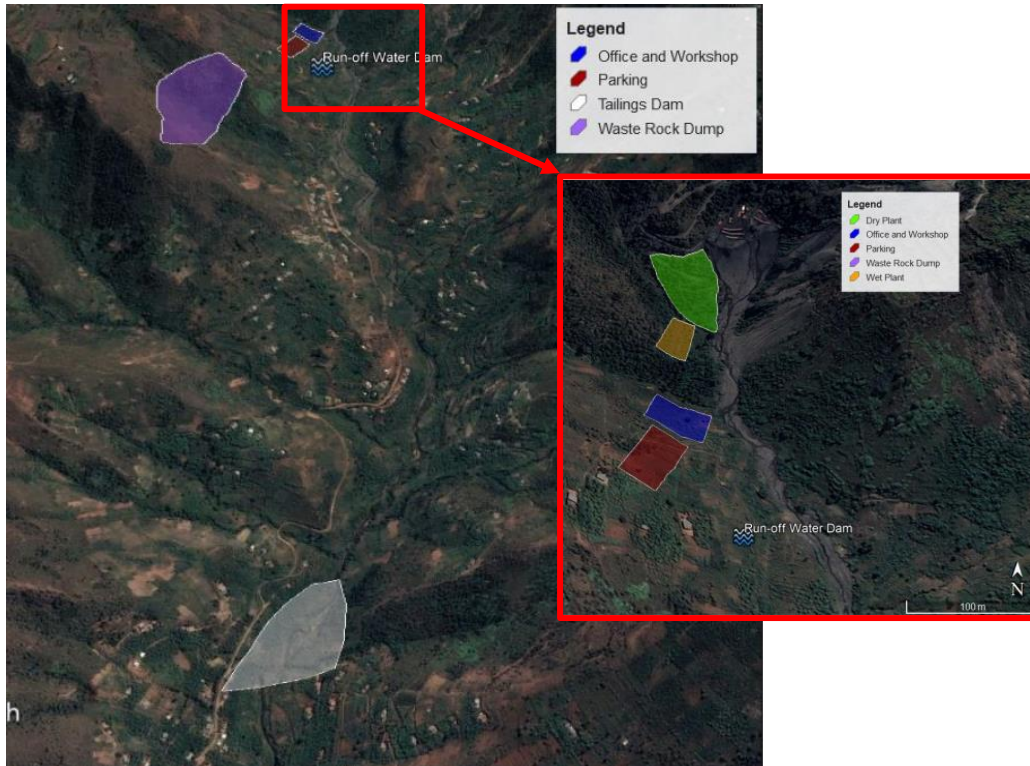 Run-off Water Dam
Legend
Office and Workshop
Parking
Tailings Dam
Waste Rock Dump
Legend
Dry Plant
Office and Workshop
Parking
Waste Rock Dump
Wet Plant
Run-off Water Dam
N
100 m
h